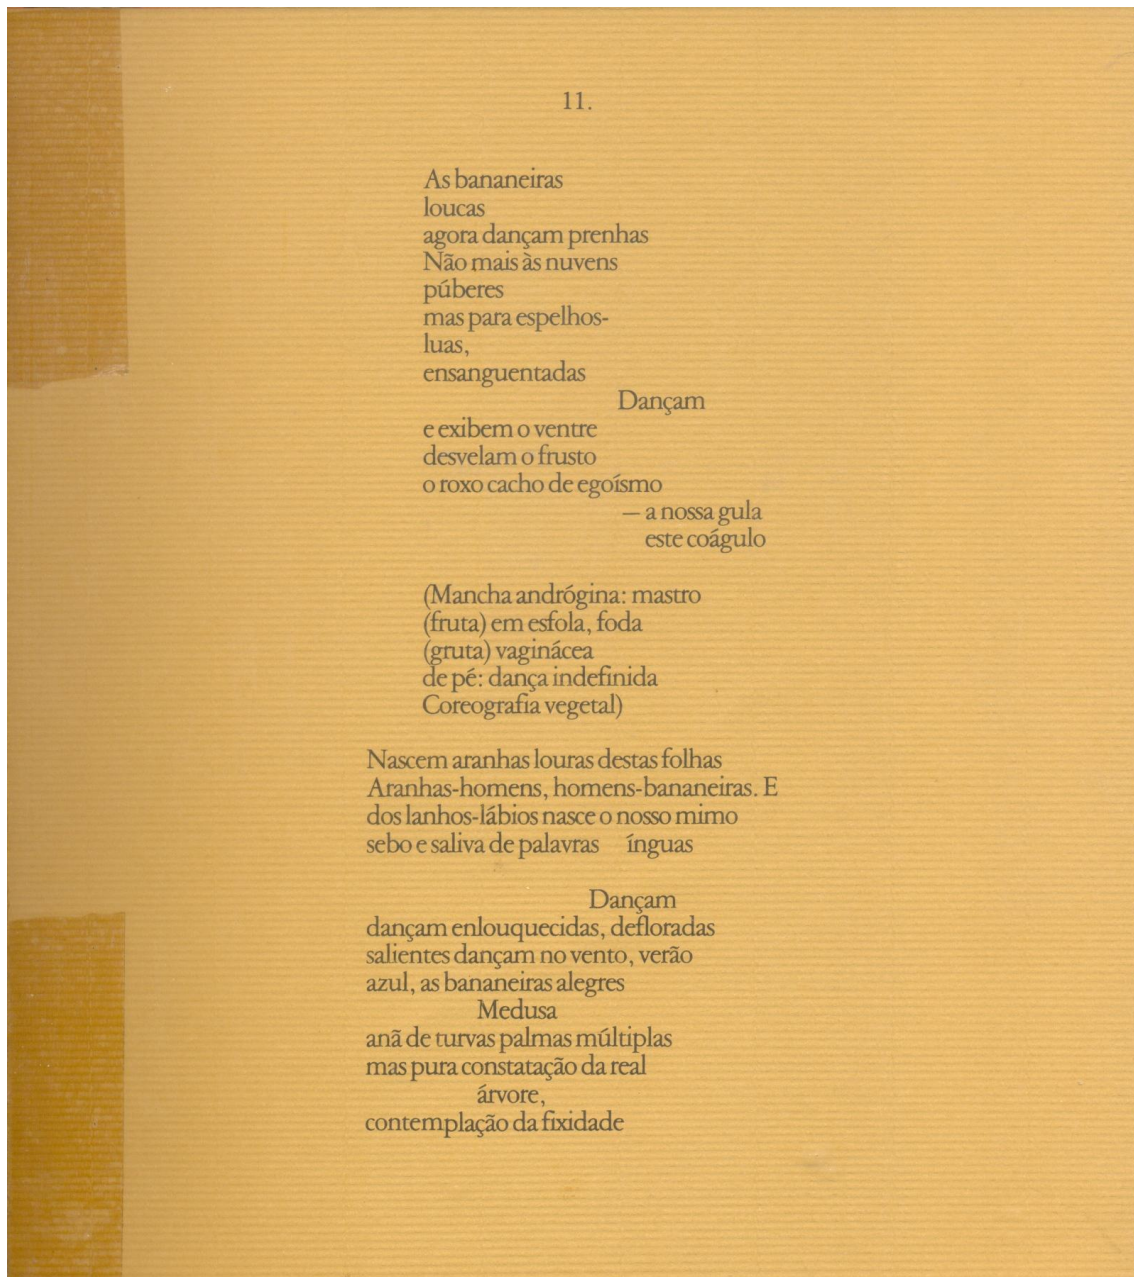 11.
As bananeiras
loucas
agora dançam prenhas
Não mais às nuvens
púberes
mas para espelhos-
luas,
ensanguentadas
Dançam
e exibem o ventre
desvelam o frusto
o roxo cacho de egoísmo
— a nossa gula
este coágulo
(Mancha andrógina: mastro
(fruta) em esfola, foda
(gruta) vaginácea
de pé: dança indefinida
Coreografia vegetal)
Nascem aranhas louras destas folhas
Aranhas-homens, homens-bananeiras. E
dos lanhos-lábios nasce o nosso mimo
sebo e saliva de palavras ínguas
Dançam
dançam enlouquecidas, defloradas
salientes dançam no vento, verão
azul, as bananeiras alegres
Medusa
anã de turvas palmas múltiplas
mas pura constatação da real
árvore,
contemplação da fixidade